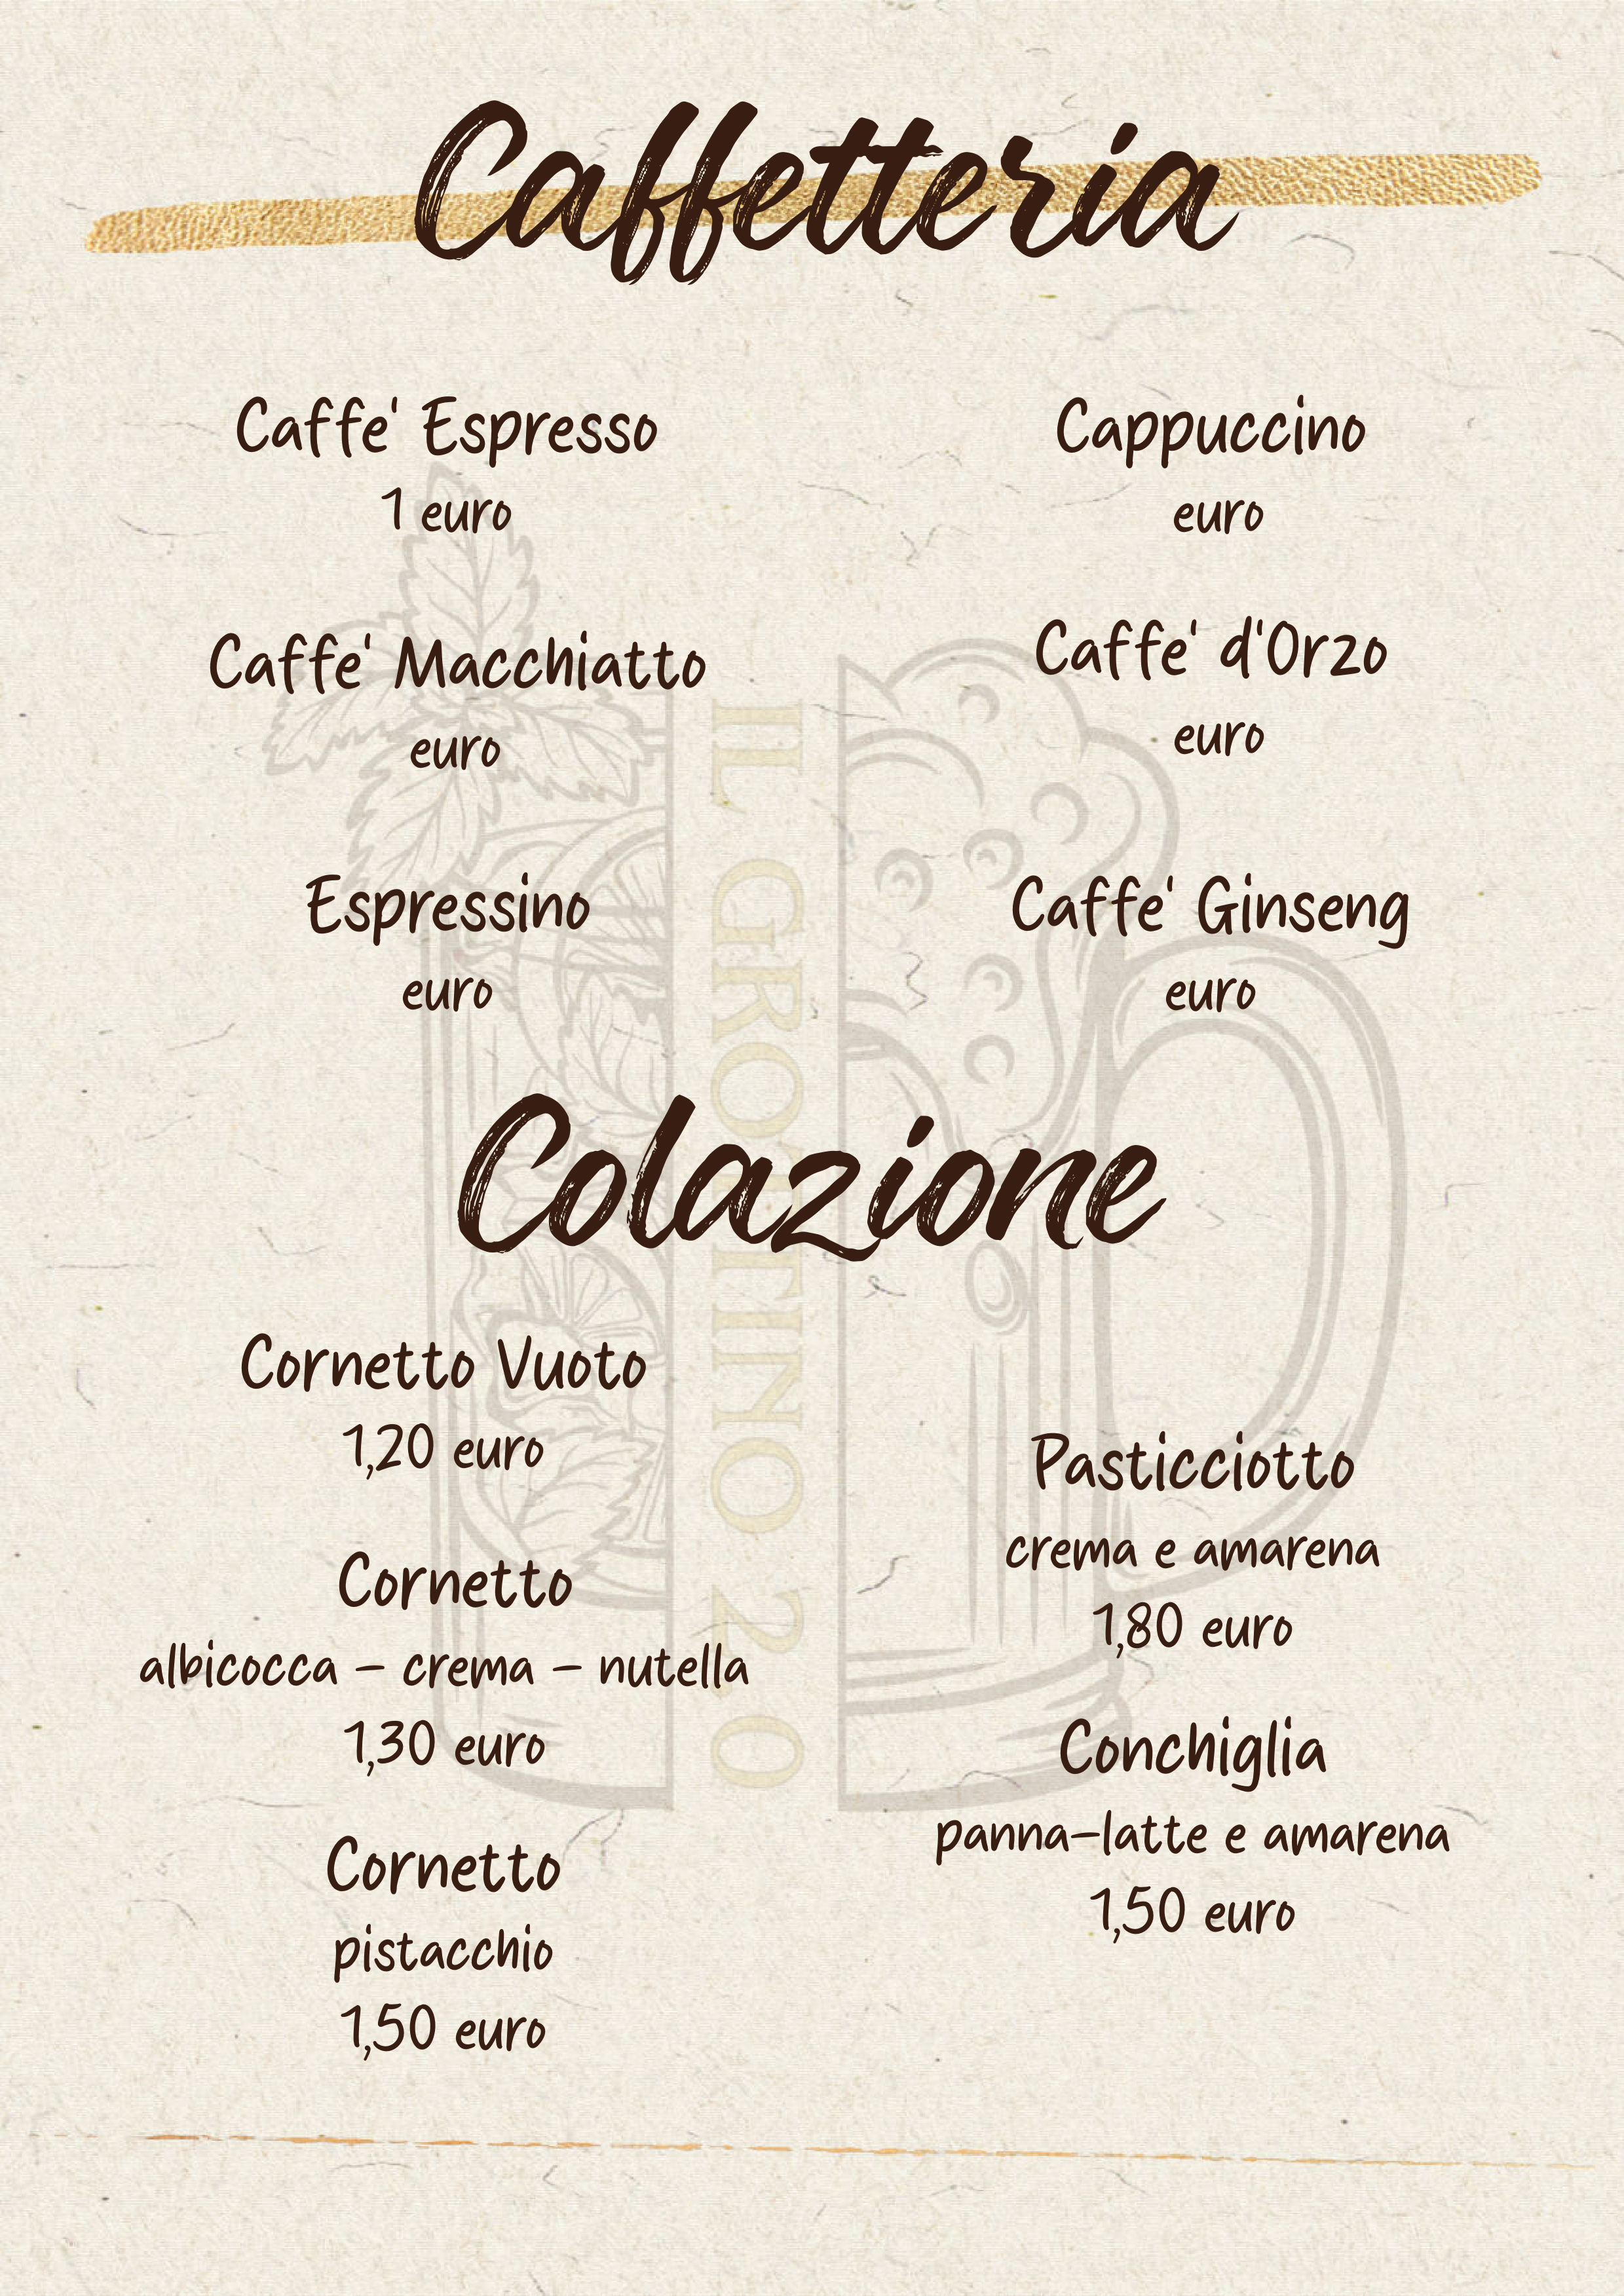 Caffetteria
Caffe' Espresso
1 euro
Caffe' Macchiatto
euro
Espressino
euro
Cappuccino
euro
Caffe' d'Orzo
euro
Caffe' Ginseng
euro
Colazione
Cornetto Vuoto
1,20 euro
Cornetto
albicocca - crema - nutella
1,30 euro
Cornetto
pistacchio
1,50 euro
Pasticciotto
crema e amarena
1,80 euro
Conchiglia
panna-latte e amarena
1,50 euro
IL GROTTINO 2.0